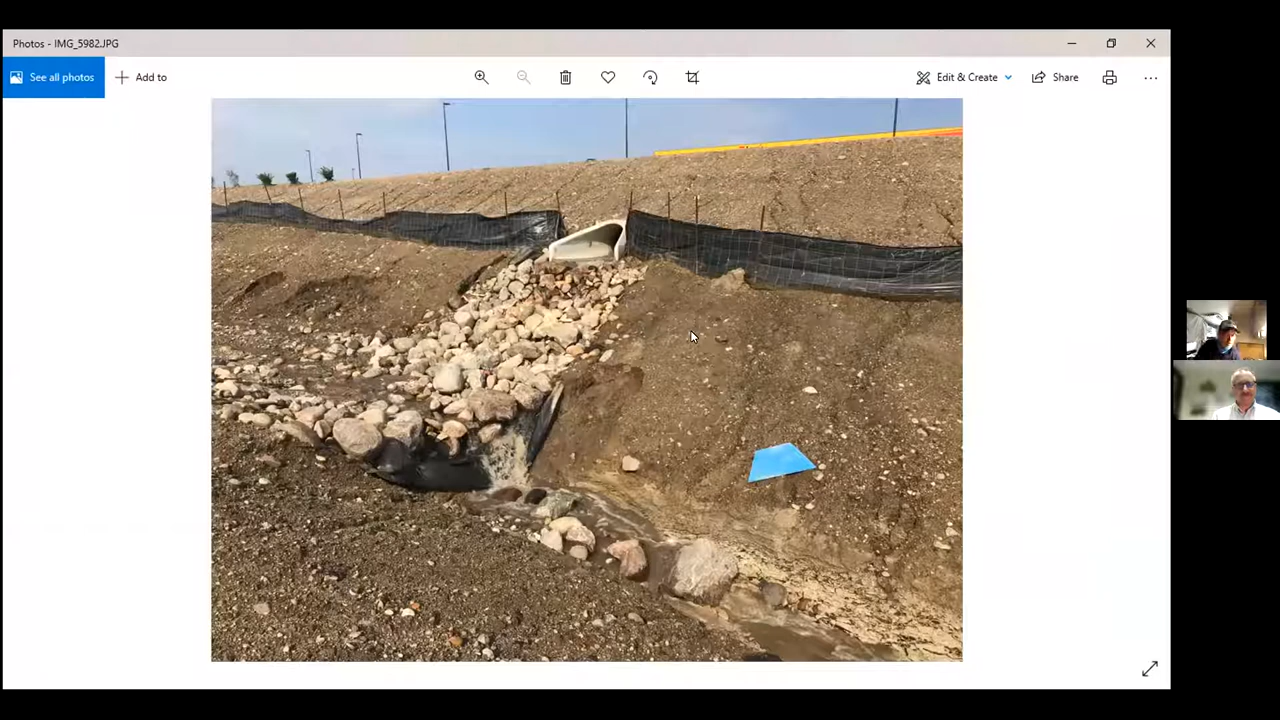 Photos - IMG_5982.JPG
See all photos
Add to
Edit & Create
Share